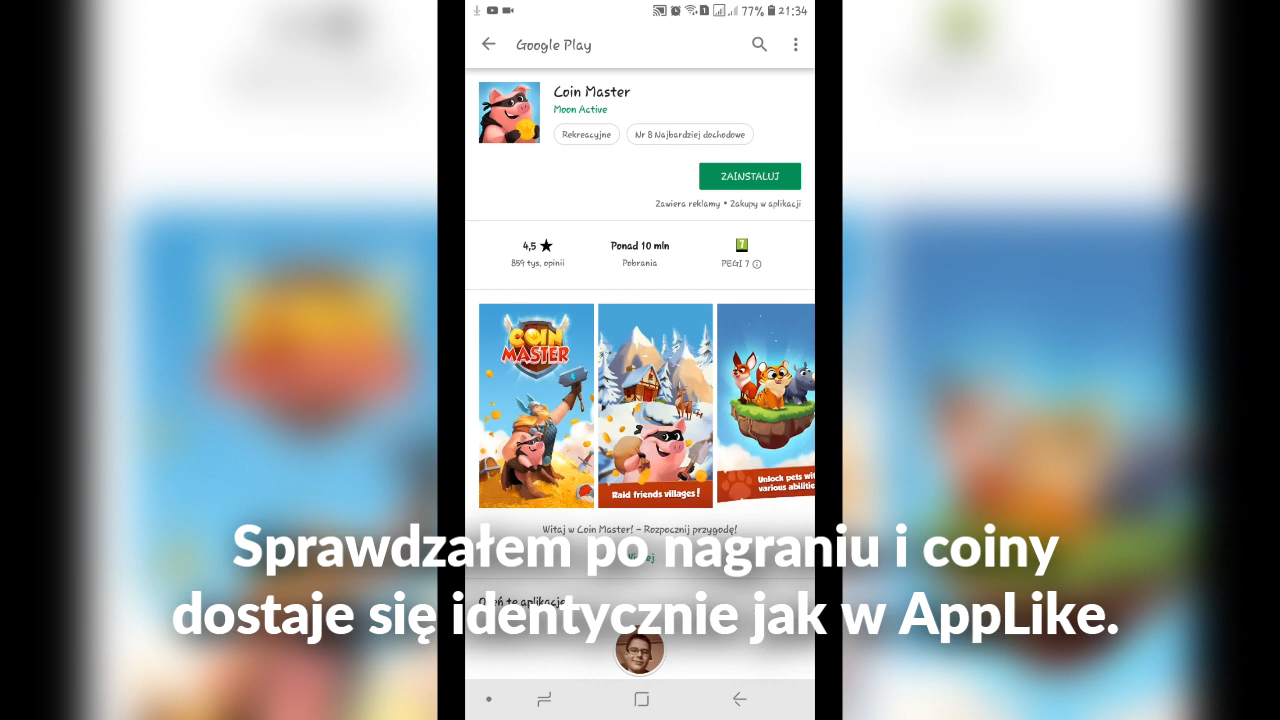 77% 21:34
Google Play
Coin Master
Moon Active
Rekreacyjne
Nr 8 Najbardziej dochodowe
ZAINSTALUJ
Zawiera reklamy • Zakupy w aplikacji
4,5 ★
859 tys. opinii
Ponad 10 mln
Pobrania
7
PEGI 7
COIN
MASTER
Raid friends villages!
Unlock pets
various
Witaj w Coin Master! – Rozpocznij przygodę!
Sprawdzałem po nagraniu i coiny
dostaje się identycznie jak w AppLike.